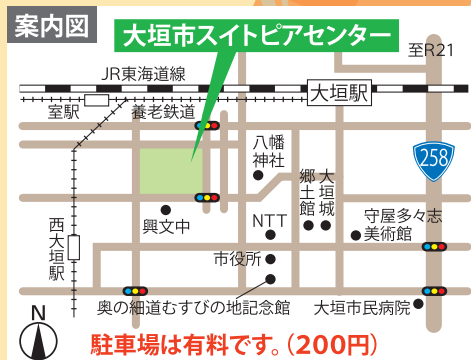 案内図
大垣市スイトピアセンター
至R21
JR東海道線
大垣駅
室駅
養老鉄道
八幡
神社
258
郷土館
大垣城
西大垣駅
興文中
NTT
守屋多々志
美術館
市役所
奥の細道むすびの地記念館
大垣市民病院
N
駐車場は有料です。(200円)